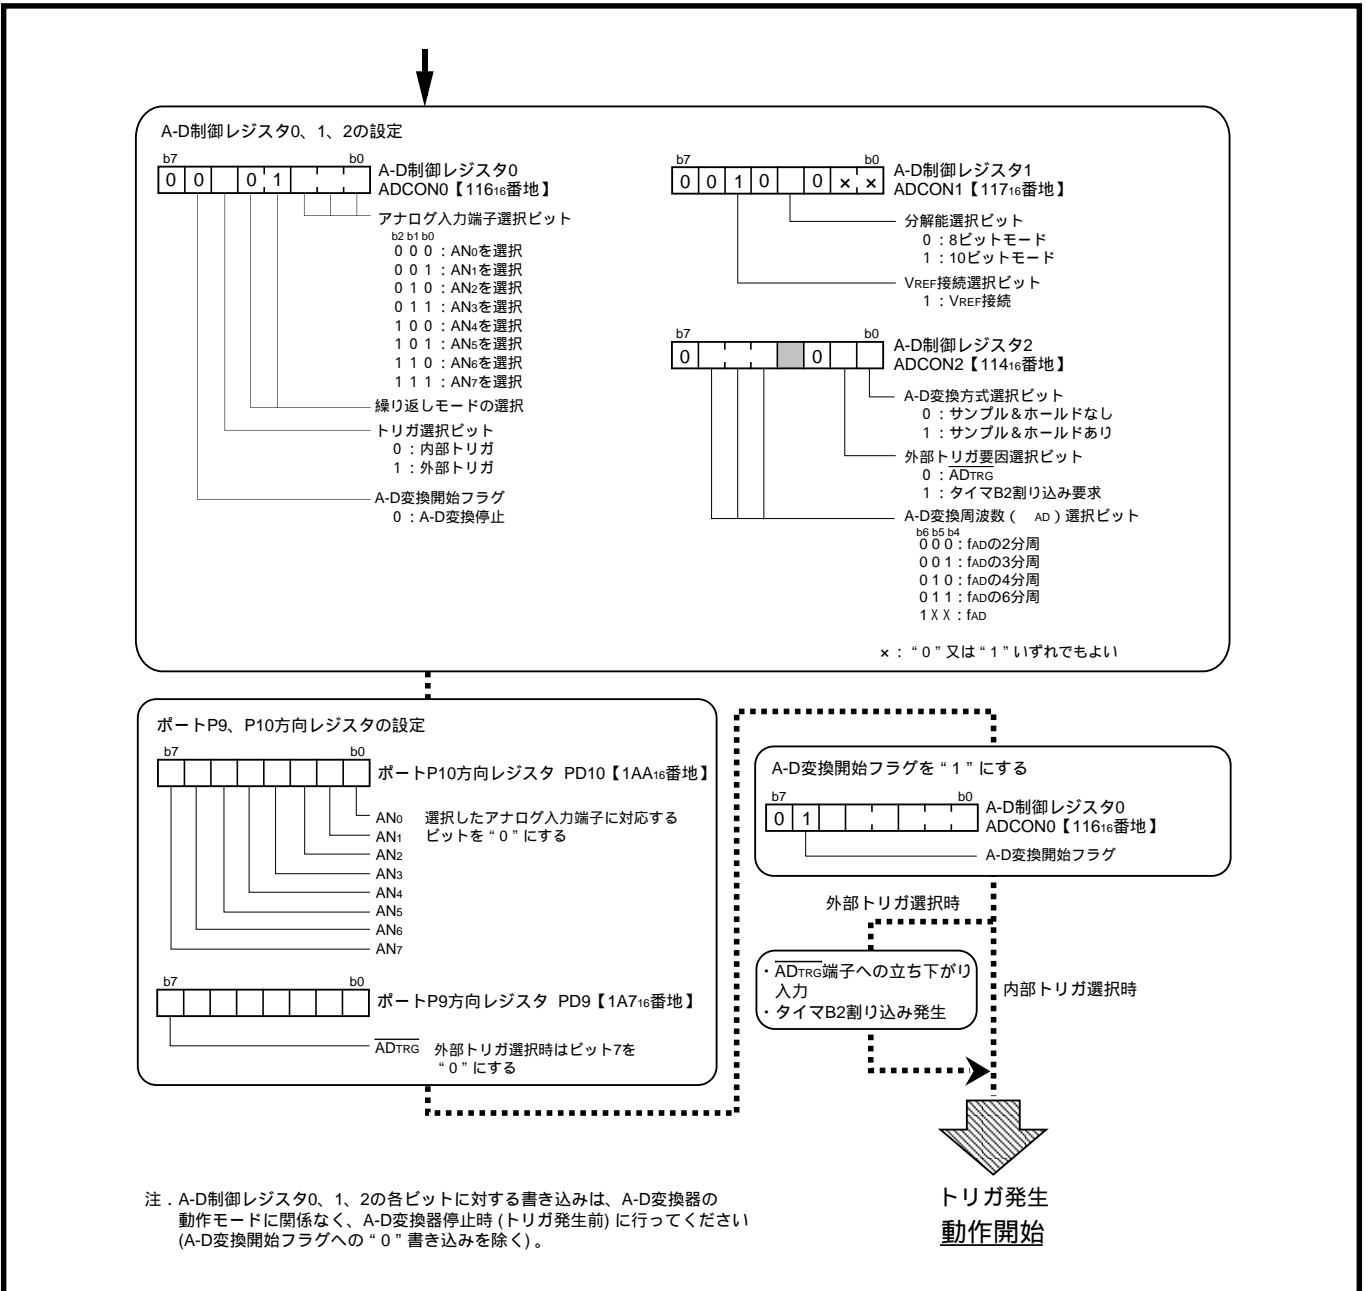 A-D制御レジスタ0、1、2の設定
b7 b0
0 0 0 1
A-D制御レジスタ0
ADCON0【11616番地】
アナログ入力端子選択ビット
b2 b1 b0
0 0 0 : AN0を選択
0 0 1 : AN1を選択
0 1 0 : AN2を選択
0 1 1 : AN3を選択
1 0 0 : AN4を選択
1 0 1 : AN5を選択
1 1 0 : AN6を選択
1 1 1 : AN7を選択
繰り返しモードの選択
トリガ選択ビット
0 : 内部トリガ
1 : 外部トリガ
A-D変換開始フラグ
0 : A-D変換停止
b7 b0
0 0 1 0 0 × ×
A-D制御レジスタ1
ADCON1【11716番地】
分解能選択ビット
0 : 8ビットモード
1 : 10ビットモード
VREF接続選択ビット
1 : VREF接続
b7 b0
0 0
A-D制御レジスタ2
ADCON2【11416番地】
A-D変換方式選択ビット
0 : サンプル＆ホールドなし
1 : サンプル＆ホールドあり
外部トリガ要因選択ビット
0 : ADTRG
1 : タイマB2割り込み要求
A-D変換周波数 ( AD ) 選択ビット
b6 b5 b4
0 0 0 : fADの2分周
0 0 1 : fADの3分周
0 1 0 : fADの4分周
0 1 1 : fADの6分周
1 X X : fAD
× : “ 0 ” 又は “ 1 ” いずれでもよい
ポートP9、P10方向レジスタの設定
b7 b0
ポートP10方向レジスタ PD10【1AA16番地】
AN0 選択したアナログ入力端子に対応する
AN1 ビットを “ 0 ” にする
AN2
AN3
AN4
AN5
AN6
AN7
b7 b0
ポートP9方向レジスタ PD9【1A716番地】
ADTRG 外部トリガ選択時はビット7を
“ 0 ” にする
A-D変換開始フラグを “ 1 ” にする
b7 b0
0 1
A-D制御レジスタ0
ADCON0【11616番地】
A-D変換開始フラグ
外部トリガ選択時
・ADTRG端子への立ち下がり
入力
・タイマB2割り込み発生
内部トリガ選択時
トリガ発生
動作開始
注 . A-D制御レジスタ0、1、2の各ビットに対する書き込みは、A-D変換器の
動作モードに関係なく、A-D変換器停止時 (トリガ発生前) に行ってください
(A-D変換開始フラグへの “ 0 ” 書き込みを除く) 。